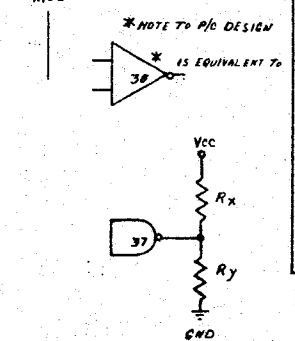 * NOTE TO P/C DESIGN
*
38
IS EQUIVALENT TO
Vcc
Rx
37
Ry
GND